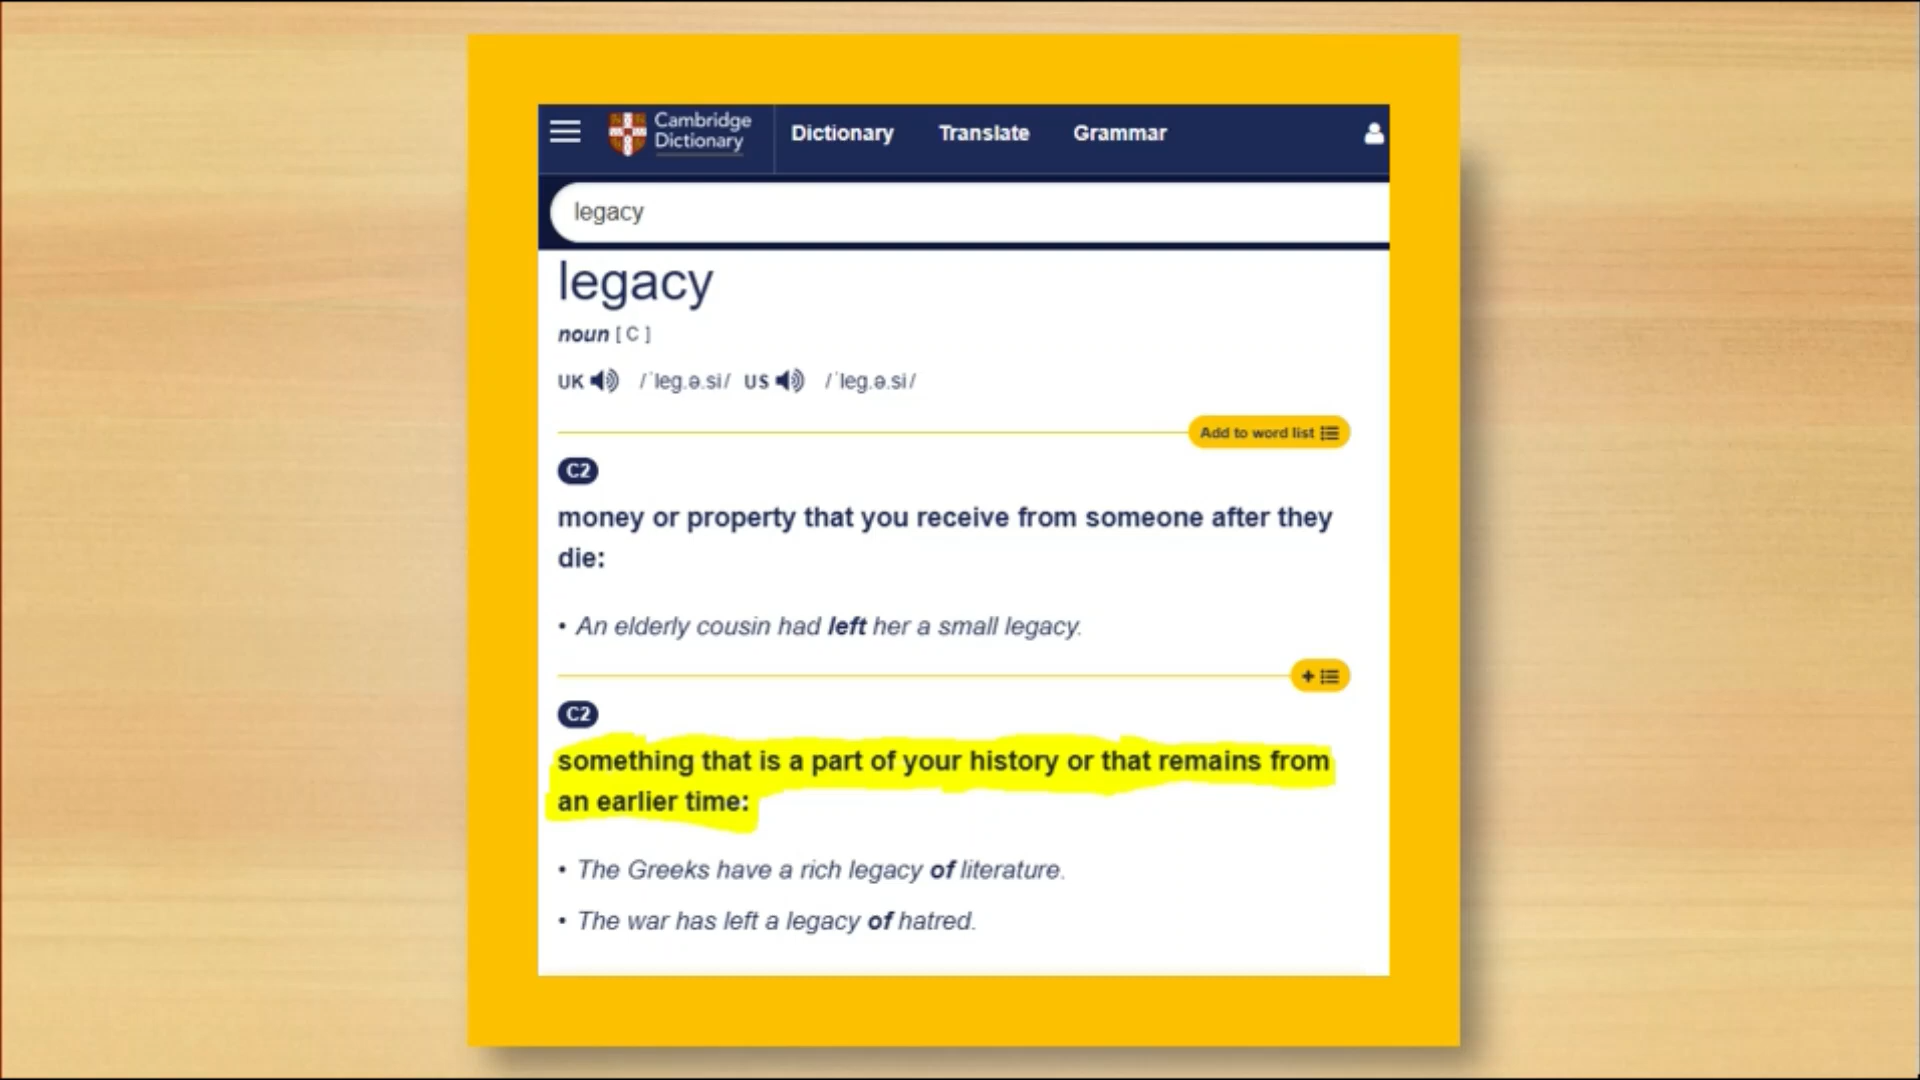 Cambridge
Dictionary
Dictionary Translate Grammar
legacy
legacy
noun [ C ]
UK /ˈleɡ.ə.si/ US /ˈleɡ.ə.si/
Add to word list
C2
money or property that you receive from someone after they
die:
• An elderly cousin had left her a small legacy.
+
C2
something that is a part of your history or that remains from
an earlier time:
• The Greeks have a rich legacy of literature.
• The war has left a legacy of hatred.